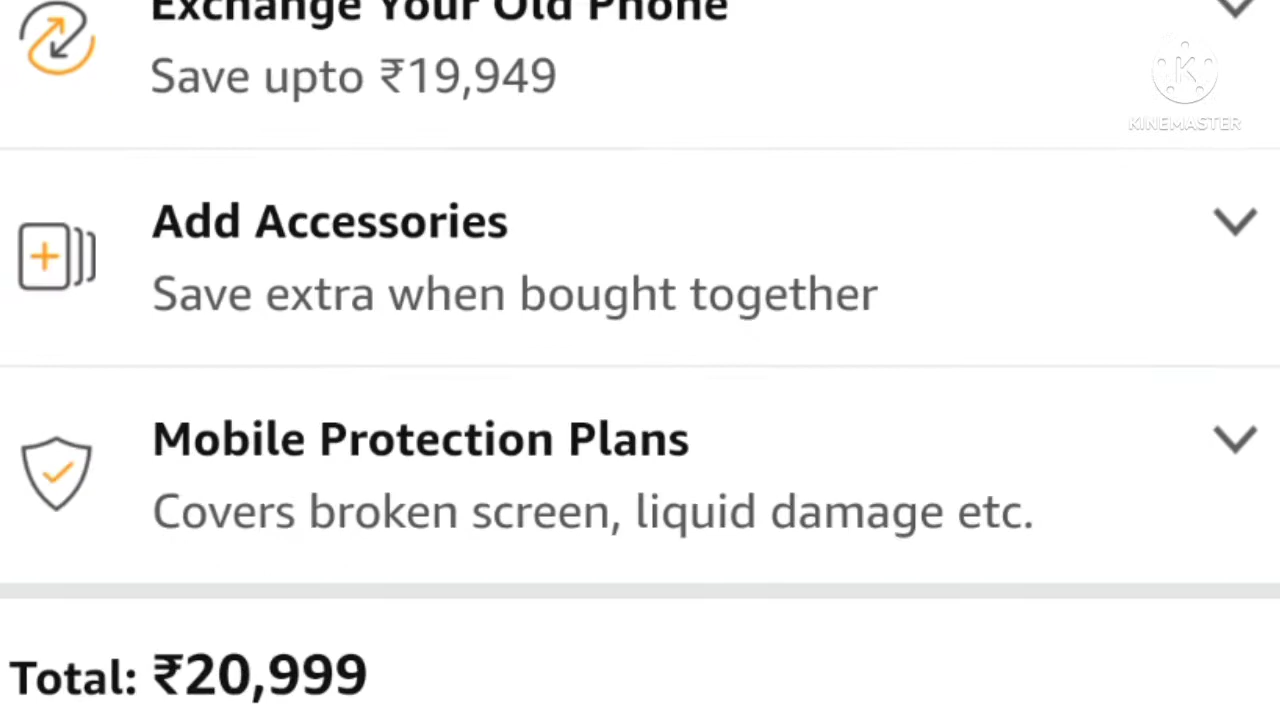 Exchange Your Old Phone
Save upto ₹19,949
K
KINEMASTER
Add Accessories
Save extra when bought together
Mobile Protection Plans
Covers broken screen, liquid damage etc.
Total: ₹20,999